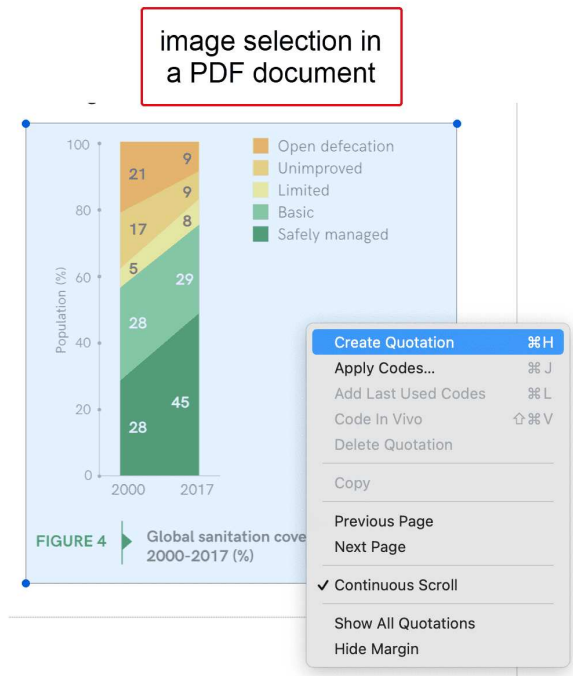 image selection in
a PDF document
100
80
60
40
20
0
Population (%)
21
17
5
28
28
9
9
8
29
45
2000
2017
Open defecation
Unimproved
Limited
Basic
Safely managed
FIGURE 4
Global sanitation cove
2000-2017 (%)
Create Quotation ⌘H
Apply Codes... ⌘J
Add Last Used Codes ⌘L
Code In Vivo ⇧⌘V
Delete Quotation
Copy
Previous Page
Next Page
✓ Continuous Scroll
Show All Quotations
Hide Margin